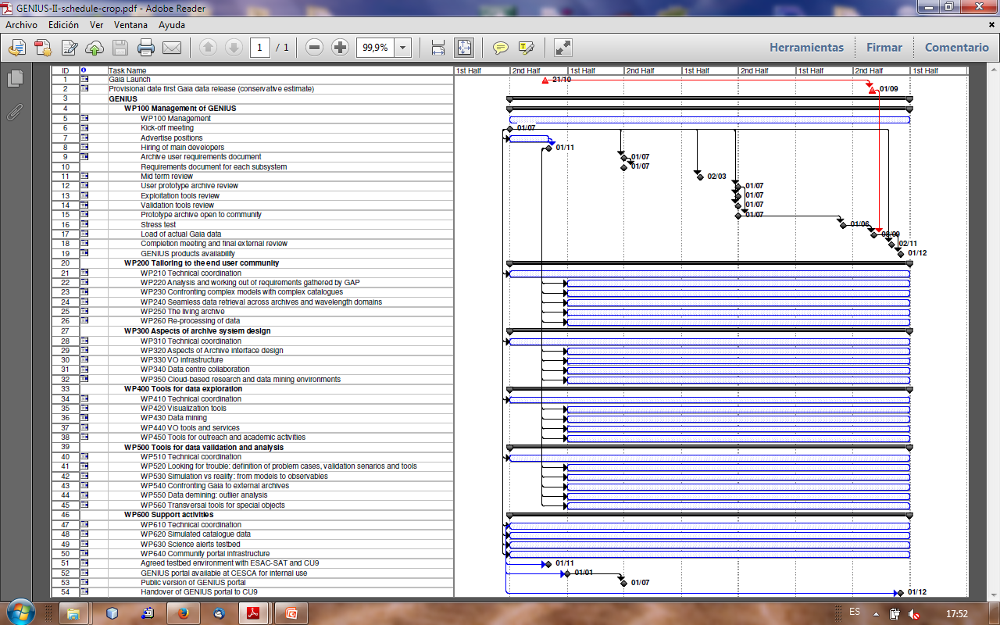 GENIUS-II-schedule-crop.pdf - Adobe Reader
Archivo Edición Ver Ventana Ayuda
1 / 1 99,9% Herramientas Firmar Comentario
ID Task Name 1st Half 2nd Half 1st Half 2nd Half 1st Half 2nd Half 1st Half 2nd Half 1st Half
1 Gaia Launch 21/10
2 Provisional date first Gaia data release (conservative estimate) 01/09
3 GENIUS
4 WP100 Management of GENIUS
5 WP100 Management
6 Kick-off meeting 01/07
7 Advertise positions
8 Hiring of main developers 01/11
9 Archive user requirements document 01/07
10 Requirements document for each subsystem 01/07
11 Mid term review 02/03
12 User prototype archive review 01/07
13 Exploitation tools review 01/07
14 Validation tools review 01/07
15 Prototype archive open to community 01/07
16 Stress test 01/06
17 Load of actual Gaia data
18 Completion meeting and final external review 02/11
19 GENIUS products availability 01/12
20 WP200 Tailoring to the end user community
21 WP210 Technical coordination
22 WP220 Analysis and working out of requirements gathered by GAP
23 WP230 Confronting complex models with complex catalogues
24 WP240 Seamless data retrieval across archives and wavelength domains
25 WP250 The living archive
26 WP260 Re-processing of data
27 WP300 Aspects of archive system design
28 WP310 Technical coordination
29 WP320 Aspects of Archive interface design
30 WP330 VO infrastructure
31 WP340 Data centre collaboration
32 WP350 Cloud-based research and data mining environments
33 WP400 Tools for data exploration
34 WP410 Technical coordination
35 WP420 Visualization tools
36 WP430 Data mining
37 WP440 VO tools and services
38 WP450 Tools for outreach and academic activities
39 WP500 Tools for data validation and analysis
40 WP510 Technical coordination
41 WP520 Looking for trouble: definition of problem cases, validation senarios and tools
42 WP530 Simulation vs reality: from models to observables
43 WP540 Confronting Gaia to external archives
44 WP550 Data demining: outlier analysis
45 WP560 Transversal tools for special objects
46 WP600 Support activities
47 WP610 Technical coordination
48 WP620 Simulated catalogue data
49 WP630 Science alerts testbed
50 WP640 Community portal infrastructure
51 Agreed testbed environment with ESAC-SAT and CU9 01/11
52 GENIUS portal available at CESCA for internal use 01/01
53 Public version of GENIUS portal 01/07
54 Handover of GENIUS portal to CU9 01/12
ES 17:52